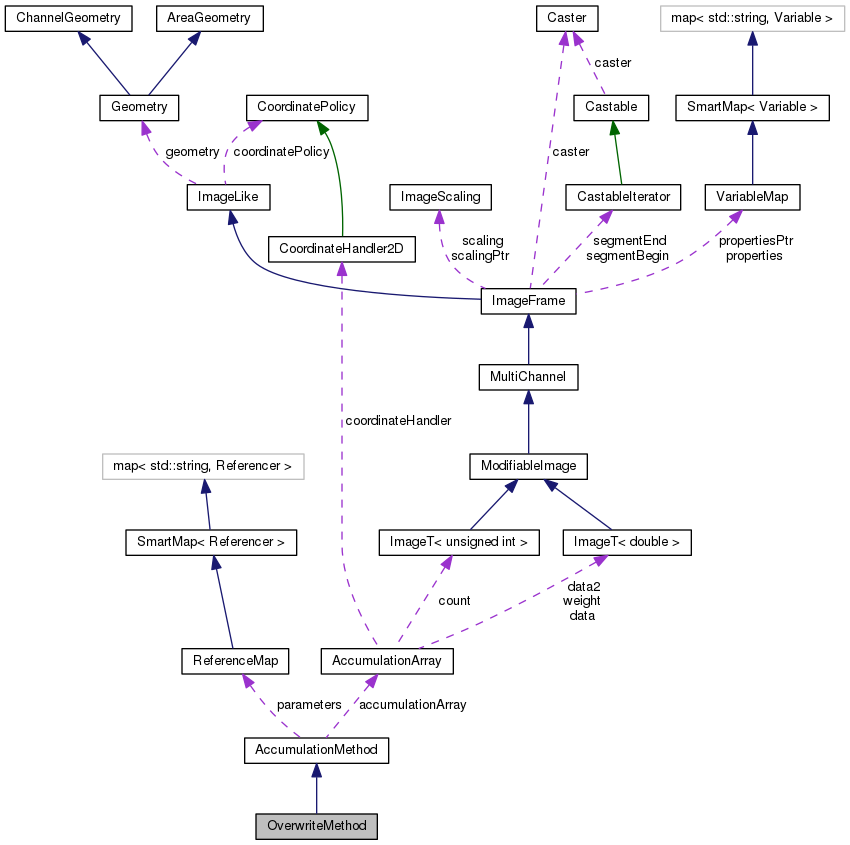 ChannelGeometry
AreaGeometry
Caster
map< std::string, Variable >
caster
Geometry
CoordinatePolicy
Castable
SmartMap< Variable >
geometry
coordinatePolicy
caster
ImageLike
ImageScaling
CastableIterator
VariableMap
CoordinateHandler2D
scaling
scalingPtr
segmentEnd
segmentBegin
propertiesPtr
properties
ImageFrame
MultiChannel
coordinateHandler
map< std::string, Referencer >
ModifiableImage
SmartMap< Referencer >
ImageT< unsigned int >
ImageT< double >
count
data2
weight
data
ReferenceMap
AccumulationArray
parameters
accumulationArray
AccumulationMethod
OverwriteMethod